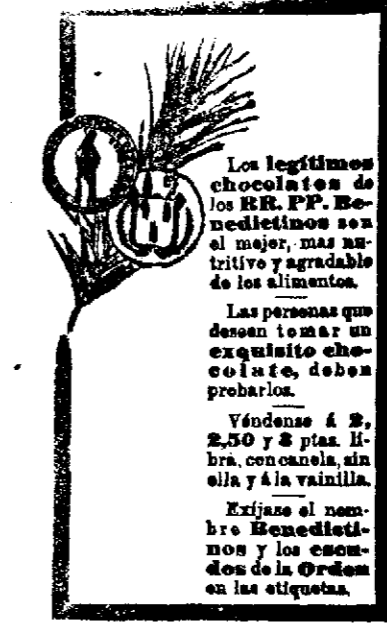 Los legítimos
chocolates de
los RR. PP. Be-
nedictinos son
el mejor, mas nu-
tritivo y agradable
de los alimentos.
Las personas que
deseen tomar un
exquisito cho-
colate, deben
probarlos.
Véndense á 2,
2,50 y 3 ptas. li-
bra, con canela, sin
ella y á la vainilla.
Exíjase el nom-
bre Benedicti-
nos y los escu-
dos de la Orden
en las etiquetas.